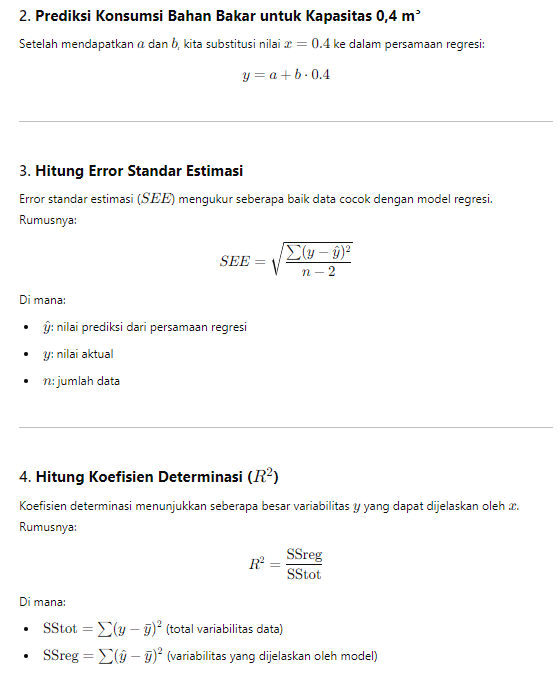 2. Prediksi Konsumsi Bahan Bakar untuk Kapasitas 0,4 m³
Setelah mendapatkan a dan b, kita substitusi nilai x = 0.4 ke dalam persamaan regresi:
y = a + b · 0.4
3. Hitung Error Standar Estimasi
Error standar estimasi (SEE) mengukur seberapa baik data cocok dengan model regresi.
Rumusnya:
SEE = √(∑(y − ŷ)² / (n − 2))
Di mana:
• ŷ: nilai prediksi dari persamaan regresi
• y: nilai aktual
• n: jumlah data
4. Hitung Koefisien Determinasi (R²)
Koefisien determinasi menunjukkan seberapa besar variabilitas y yang dapat dijelaskan oleh x.
Rumusnya:
R² = SSreg / SStot
Di mana:
• SStot = ∑(y − ȳ)² (total variabilitas data)
• SSreg = ∑(ŷ − ȳ)² (variabilitas yang dijelaskan oleh model)